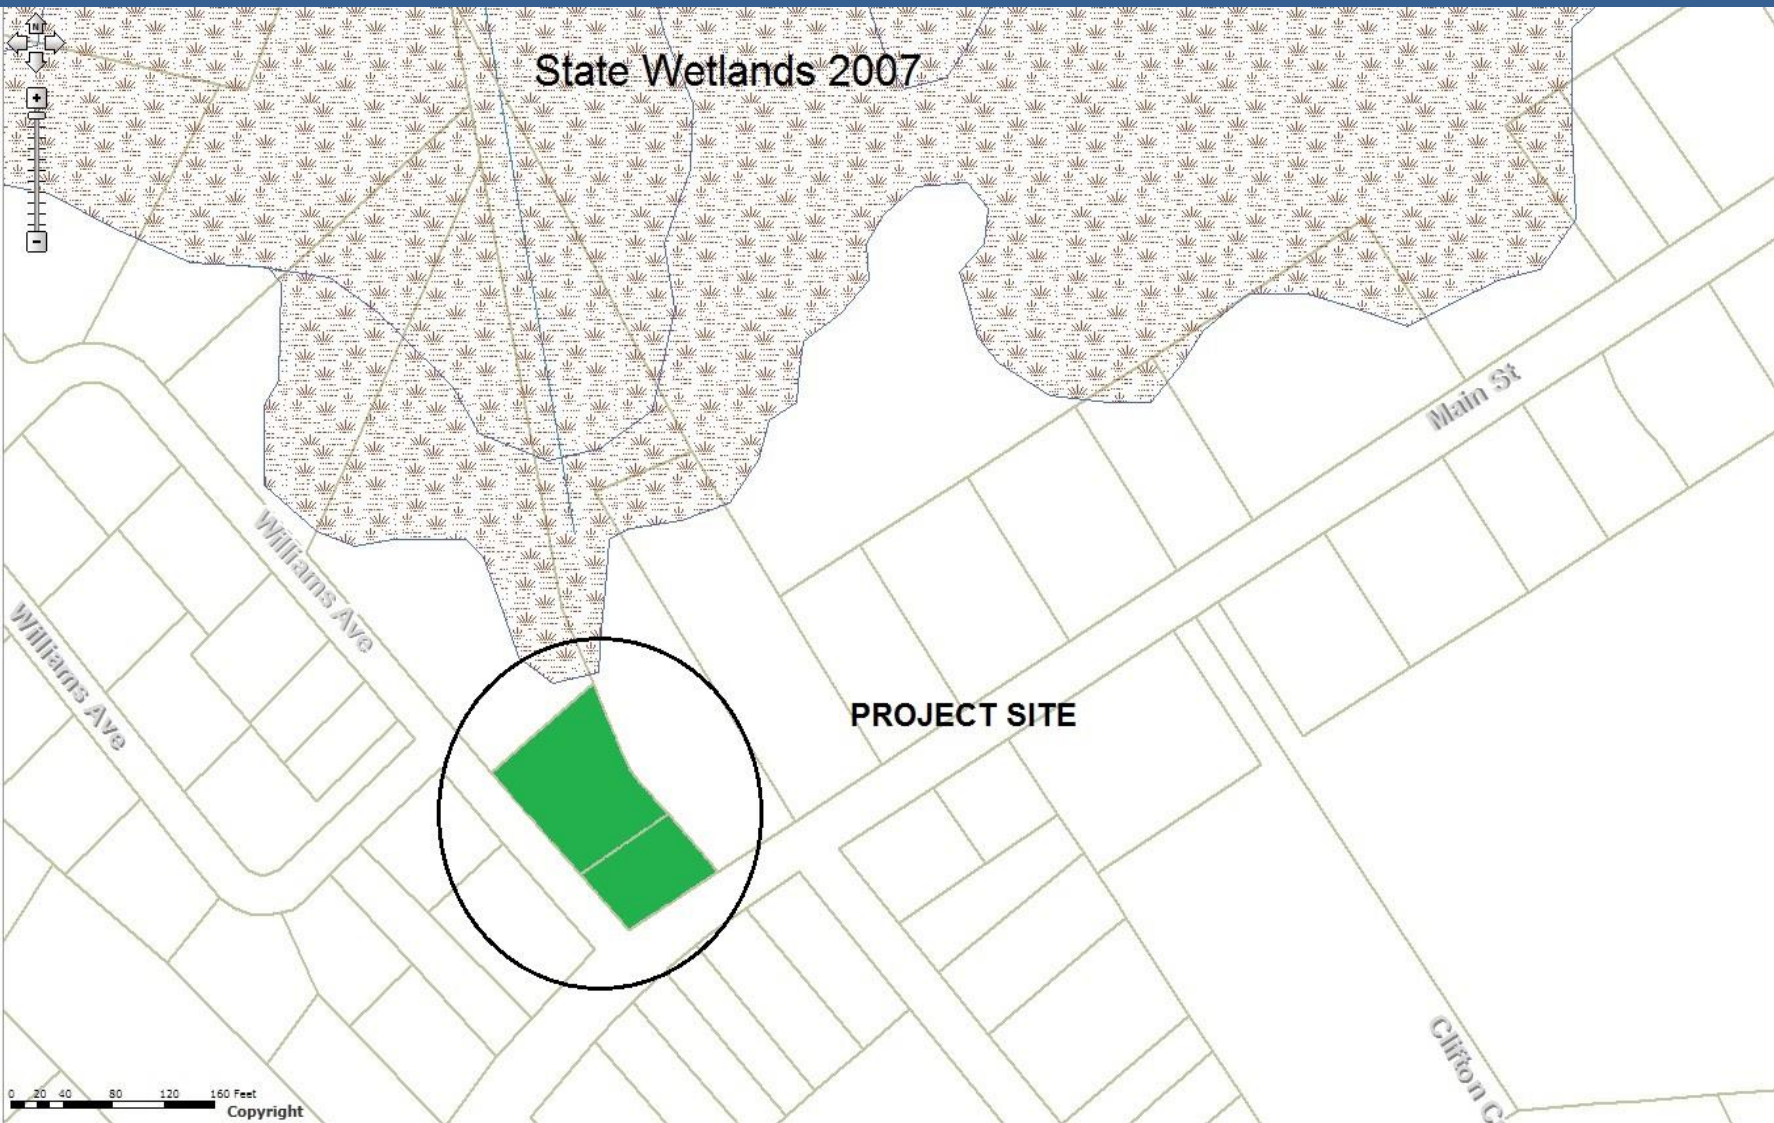 N
State Wetlands 2007
+
-
Main St
Williams Ave
Williams Ave
PROJECT SITE
Clifton C
0 20 40 80 120 160 Feet
Copyright